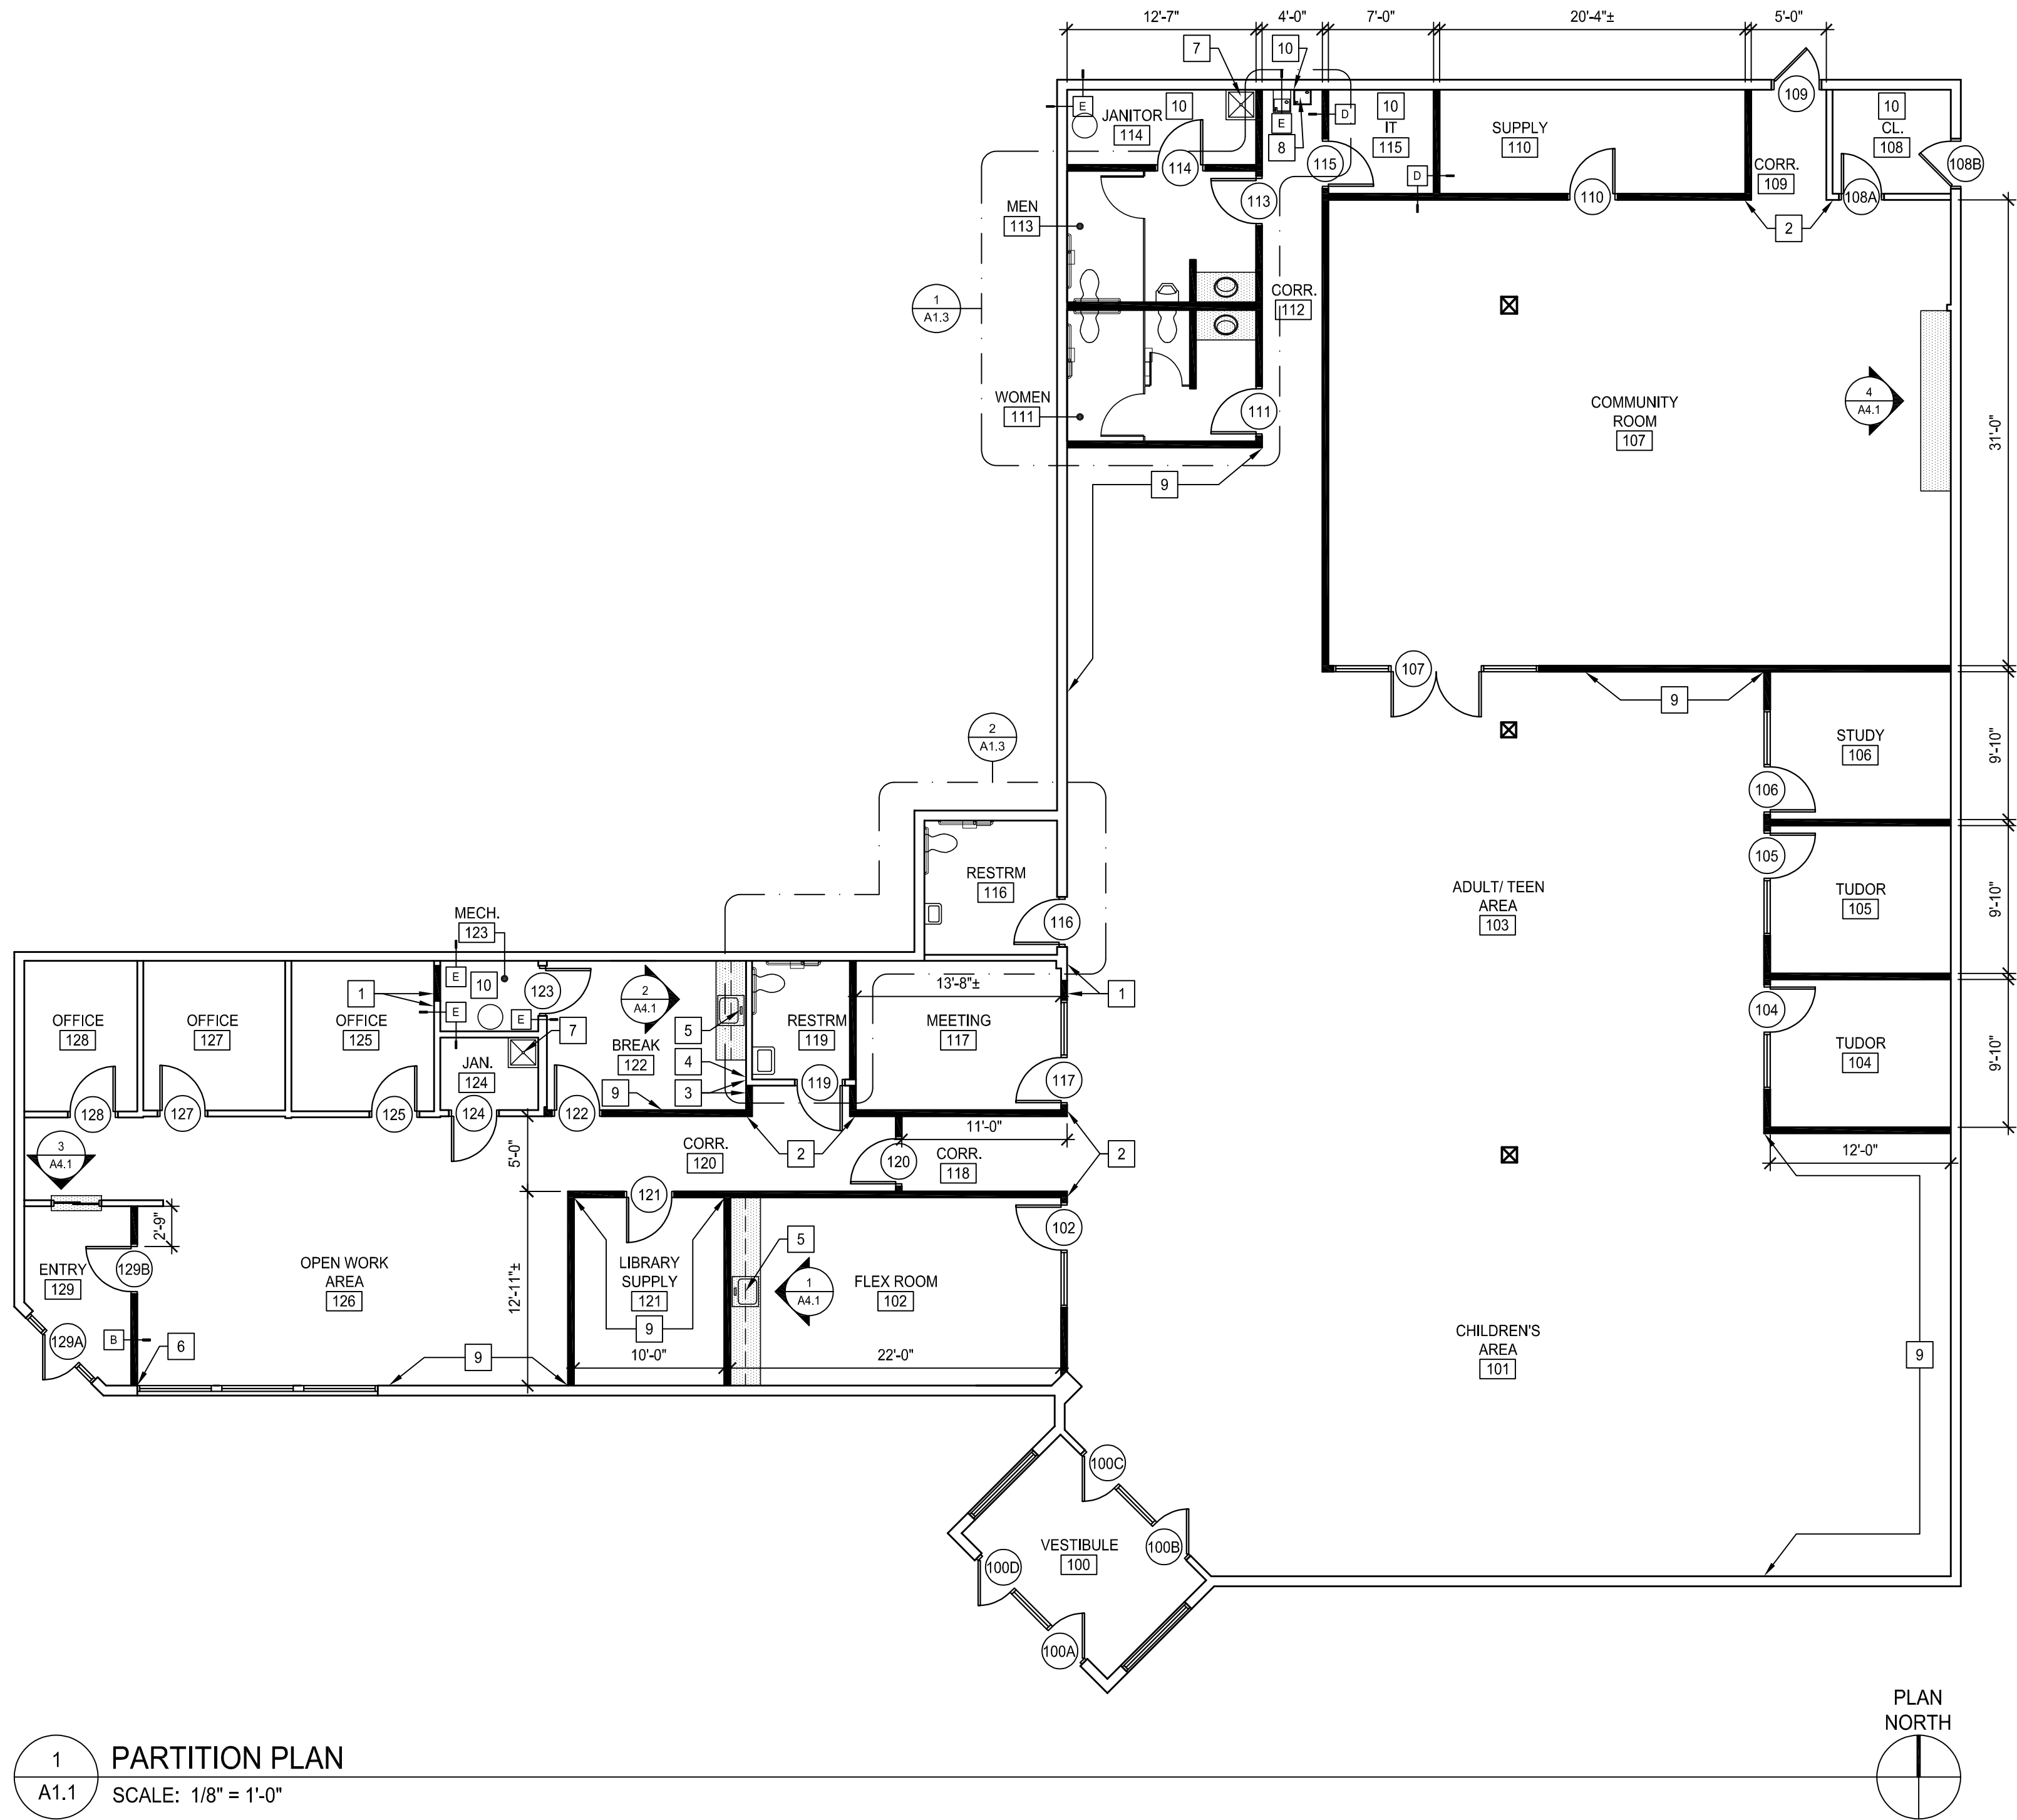 12'-7"
4'-0"
7'-0"
20'-4"±
5'-0"
7
10
109
E
JANITOR
114
10
E
8
D
10
IT
115
SUPPLY
110
10
CL.
108
108B
114
115
D
110
CORR.
109
108A
2
MEN
113
113
1
A1.3
CORR.
112
WOMEN
111
111
COMMUNITY
ROOM
107
4
A4.1
31'-0"
9
107
9
2
A1.3
STUDY
106
106
9'-10"
105
TUDOR
105
9'-10"
ADULT/ TEEN
AREA
103
RESTRM
116
116
MECH.
123
E
10
123
1
E
E
7
2
A4.1
5
4
3
RESTRM
119
13'-8"±
MEETING
117
1
104
TUDOR
104
9'-10"
OFFICE
128
OFFICE
127
OFFICE
125
JAN.
124
BREAK
122
9
119
117
128
127
125
124
122
3
A4.1
5'-0"
CORR.
120
2
120
11'-0"
CORR.
118
2
12'-0"
121
2'-9"
102
ENTRY
129
129B
OPEN WORK
AREA
126
12'-11"±
LIBRARY
SUPPLY
121
5
1
A4.1
FLEX ROOM
102
129A
B
6
9
9
10'-0"
22'-0"
CHILDREN'S
AREA
101
9
100C
VESTIBULE
100
100B
100D
100A
PLAN
NORTH
1
A1.1
PARTITION PLAN
SCALE: 1/8" = 1'-0"